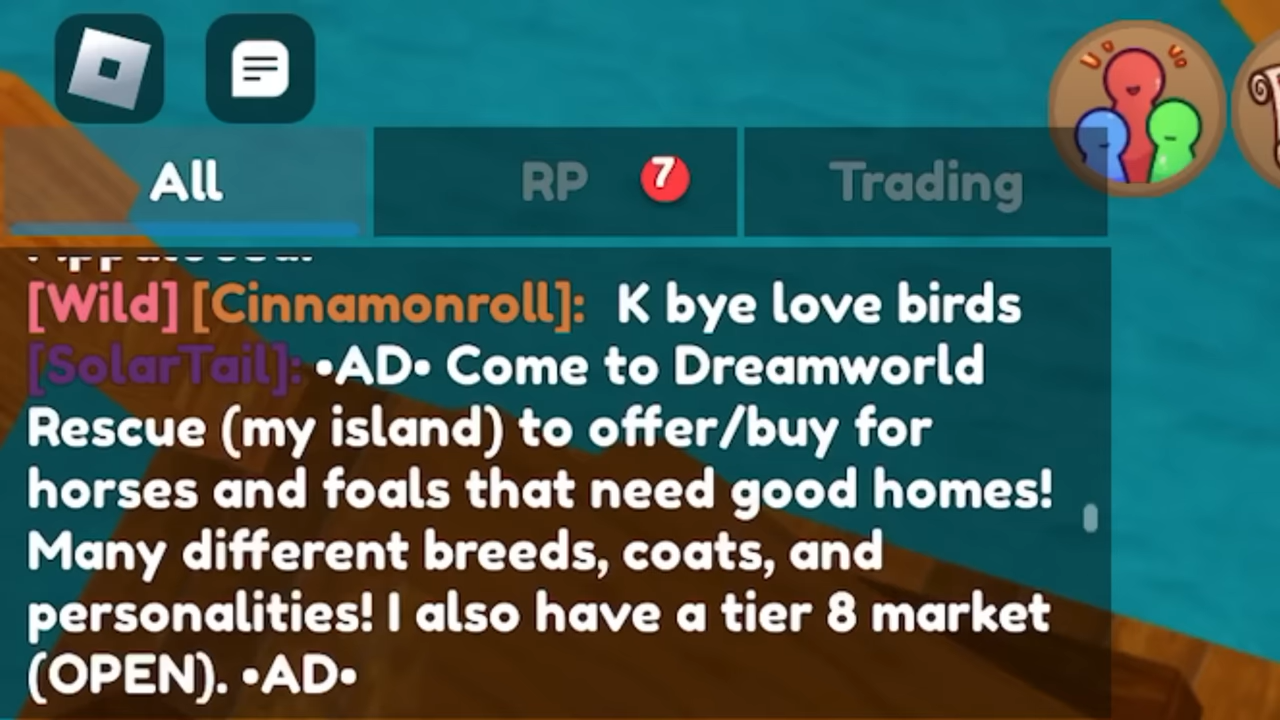 All
RP 7
Trading
[Wild] [Cinnamonroll]: K bye love birds
[SolarTail]: •AD• Come to Dreamworld
Rescue (my island) to offer/buy for
horses and foals that need good homes!
Many different breeds, coats, and
personalities! I also have a tier 8 market
(OPEN). •AD•